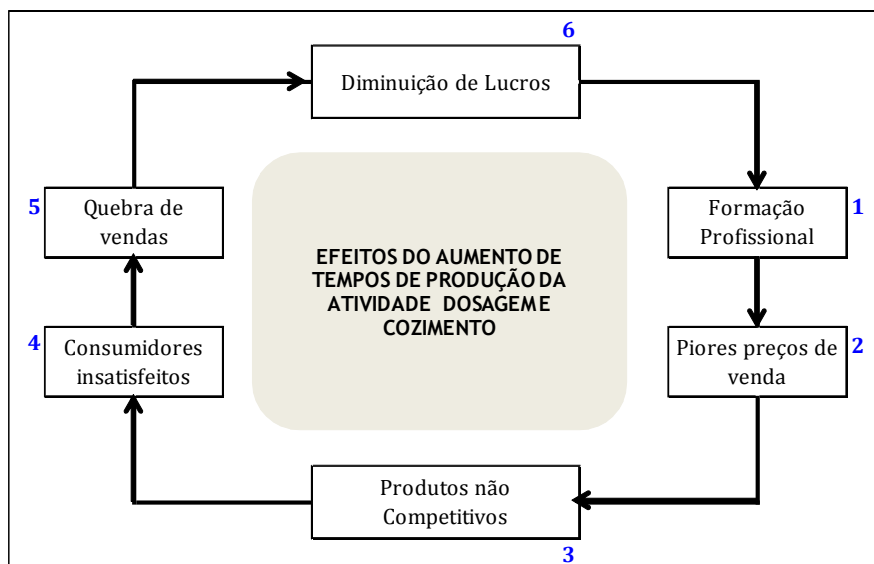 6
Diminuição de Lucros
5
Quebra de
vendas
Formação
Profissional
1
EFEITOS DO AUMENTO DE
TEMPOS DE PRODUÇÃO DA
ATIVIDADE DOSAGEM E
COZIMENTO
4
Consumidores
insatisfeitos
Piores preços de
venda
2
Produtos não
Competitivos
3